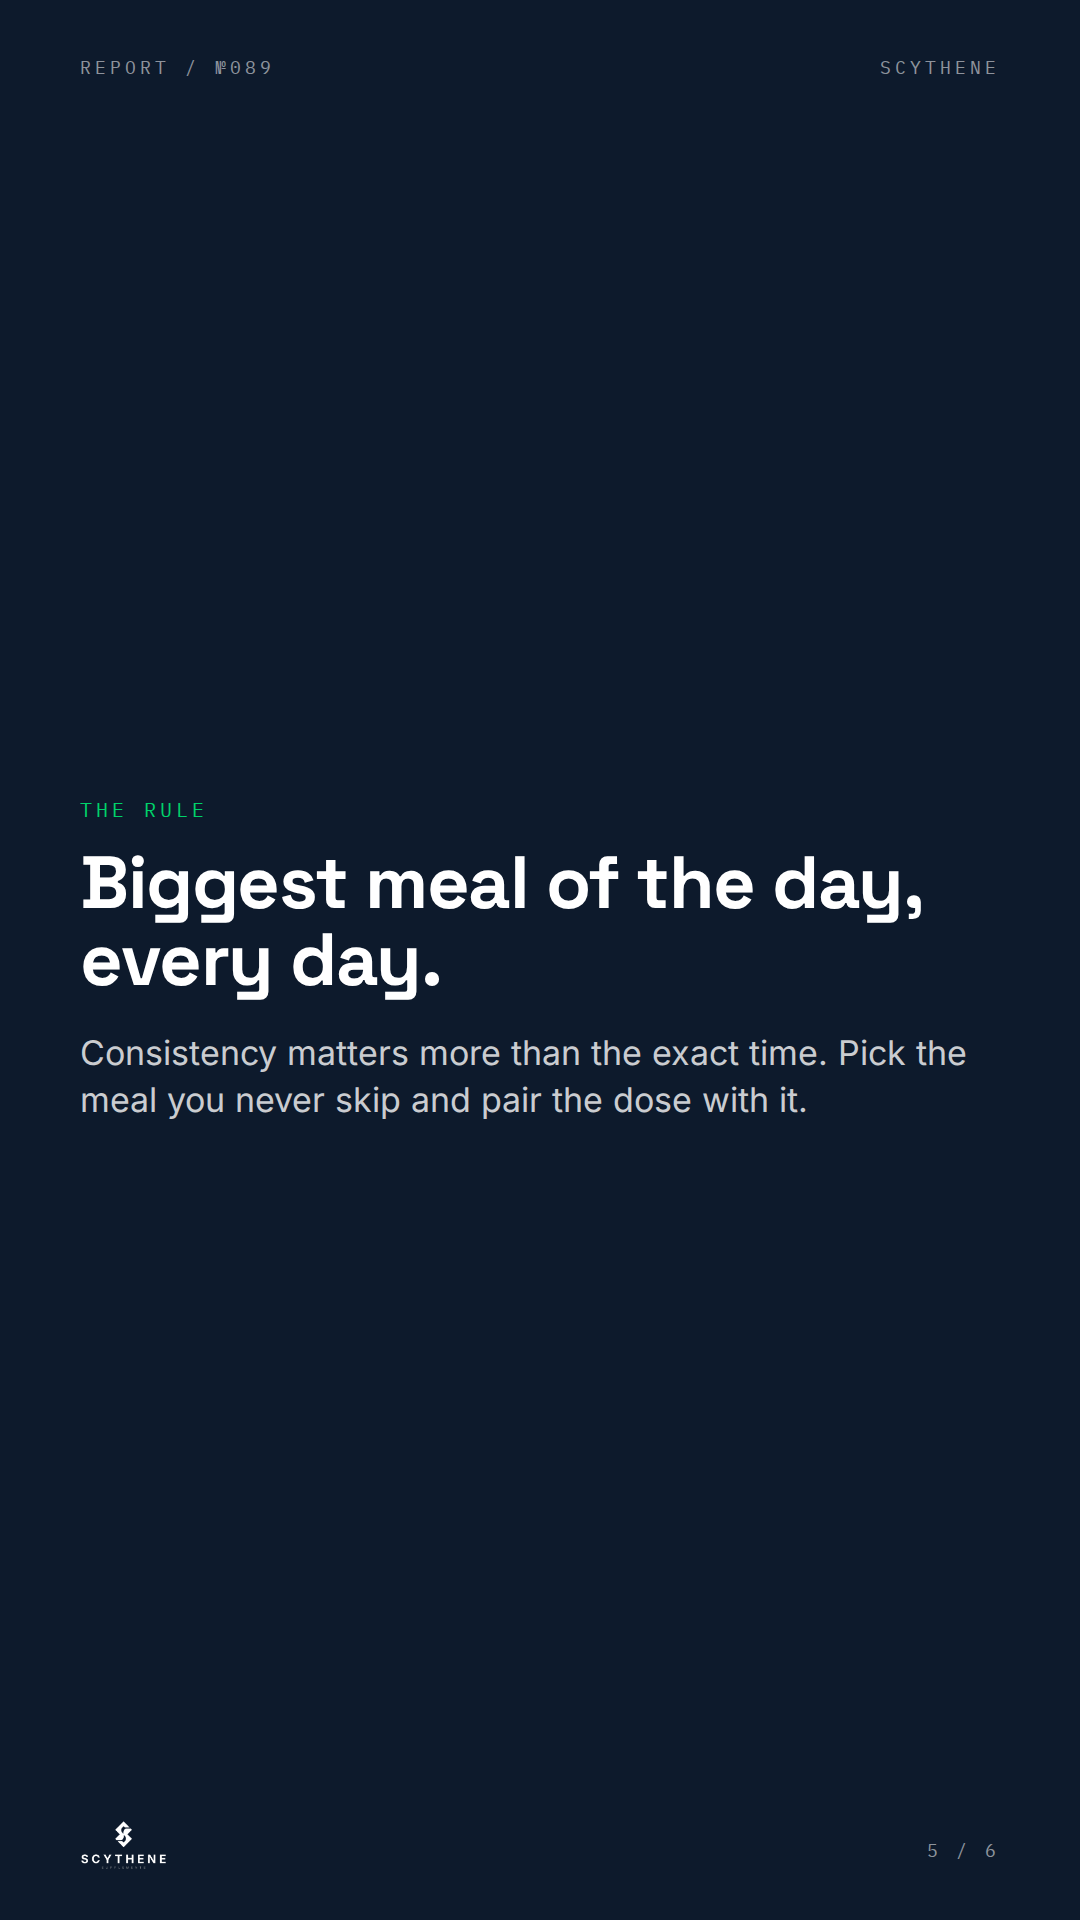 REPORT / №089
SCYTHENE
THE RULE
Biggest meal of the day,
every day.
Consistency matters more than the exact time. Pick the
meal you never skip and pair the dose with it.
SCYTHENE
5 / 6